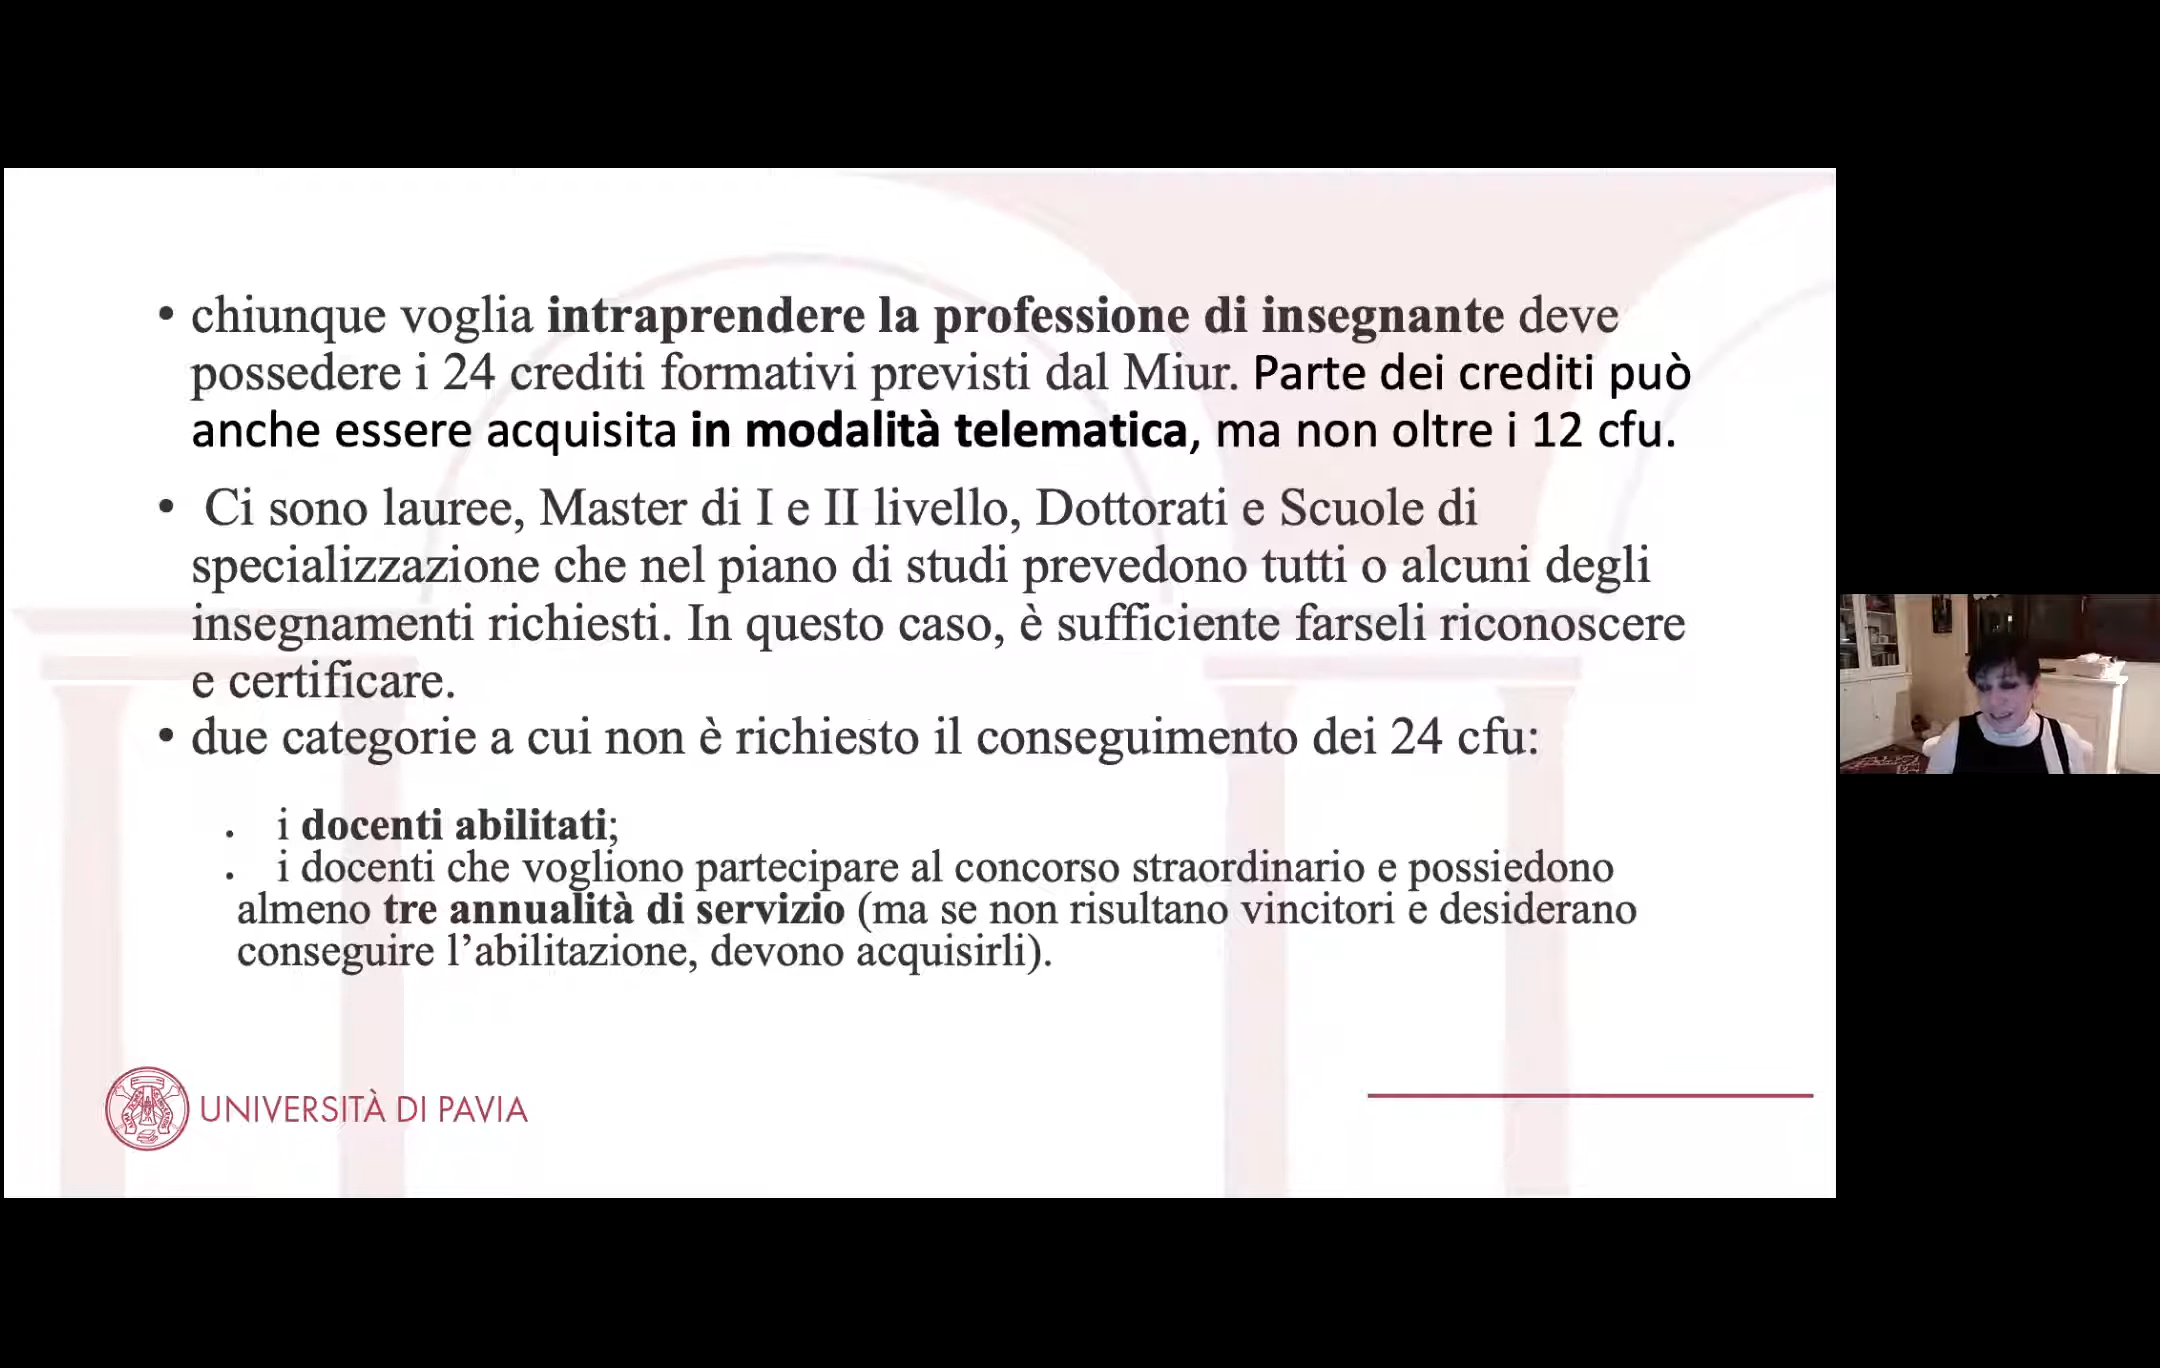 • chiunque voglia intraprendere la professione di insegnante deve
possedere i 24 crediti formativi previsti dal Miur. Parte dei crediti può
anche essere acquisita in modalità telematica, ma non oltre i 12 cfu.
• Ci sono lauree, Master di I e II livello, Dottorati e Scuole di
specializzazione che nel piano di studi prevedono tutti o alcuni degli
insegnamenti richiesti. In questo caso, è sufficiente farseli riconoscere
e certificare.
• due categorie a cui non è richiesto il conseguimento dei 24 cfu:
• i docenti abilitati;
• i docenti che vogliono partecipare al concorso straordinario e possiedono
almeno tre annualità di servizio (ma se non risultano vincitori e desiderano
conseguire l’abilitazione, devono acquisirli).
UNIVERSITÀ DI PAVIA